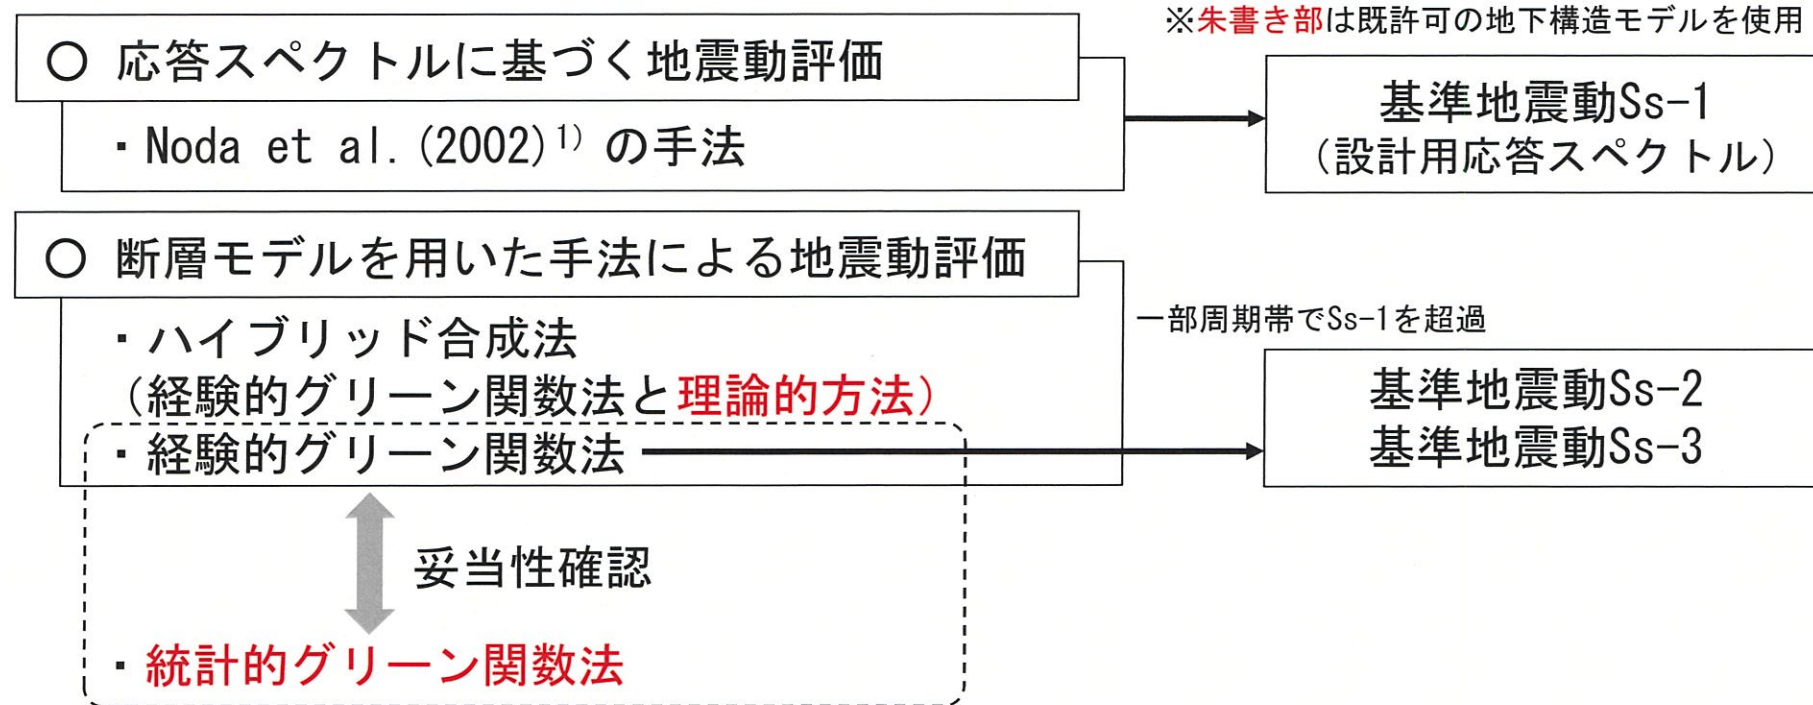 ※朱書き部は既許可の地下構造モデルを使用
○ 応答スペクトルに基づく地震動評価
・Noda et al.(2002)1) の手法
基準地震動Ss-1
（設計用応答スペクトル）
○ 断層モデルを用いた手法による地震動評価
・ハイブリッド合成法
（経験的グリーン関数法と理論的方法）
・経験的グリーン関数法
一部周期帯でSs-1を超過
基準地震動Ss-2
基準地震動Ss-3
妥当性確認
・統計的グリーン関数法